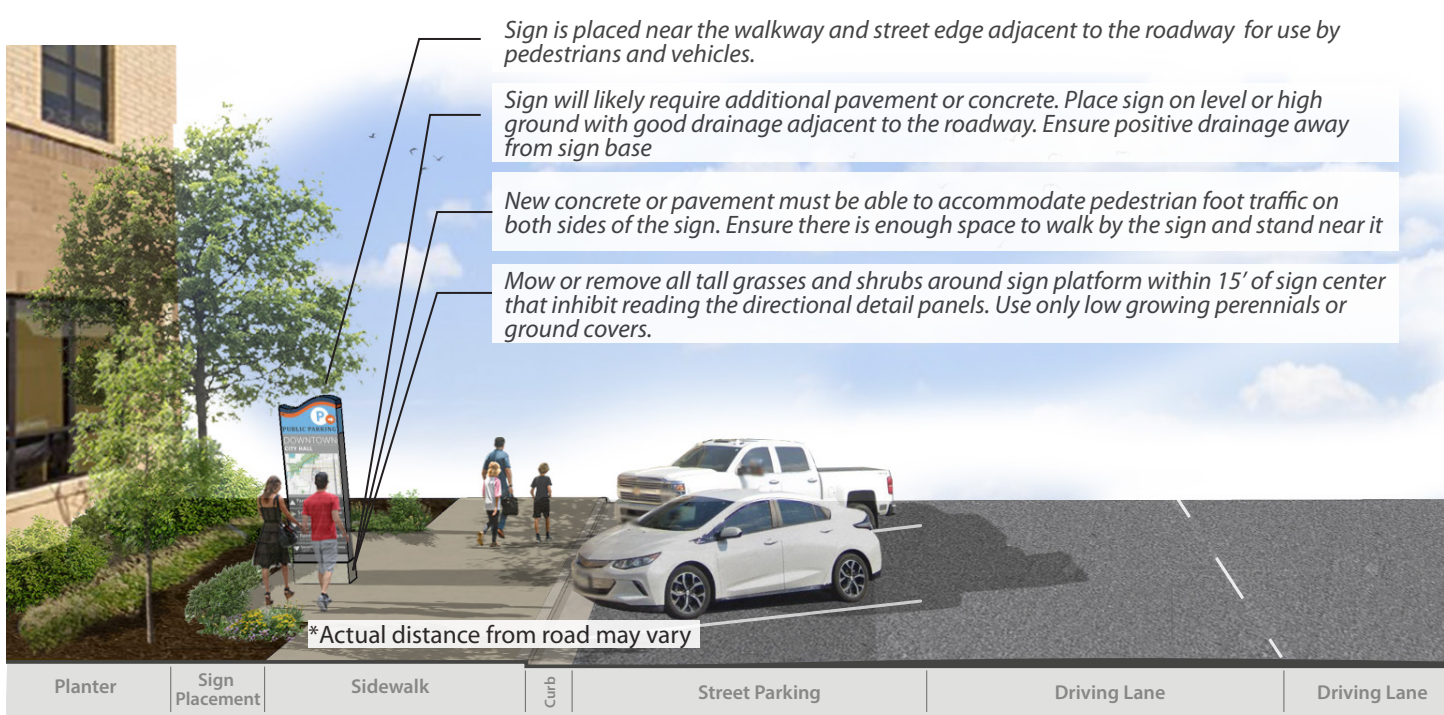 Sign is placed near the walkway and street edge adjacent to the roadway  for use by
pedestrians and vehicles.
Sign will likely require additional pavement or concrete. Place sign on level or high
ground with good drainage adjacent to the roadway. Ensure positive drainage away
from sign base
New concrete or pavement must be able to accommodate pedestrian foot traffic on
both sides of the sign. Ensure there is enough space to walk by the sign and stand near it
Mow or remove all tall grasses and shrubs around sign platform within 15’ of sign center
that inhibit reading the directional detail panels. Use only low growing perennials or
ground covers.
P
PUBLIC PARKING
DOWNTOWN
CITY HALL
*Actual distance from road may vary
Planter
Sign
Placement
Sidewalk
Curb
Street Parking
Driving Lane
Driving Lane